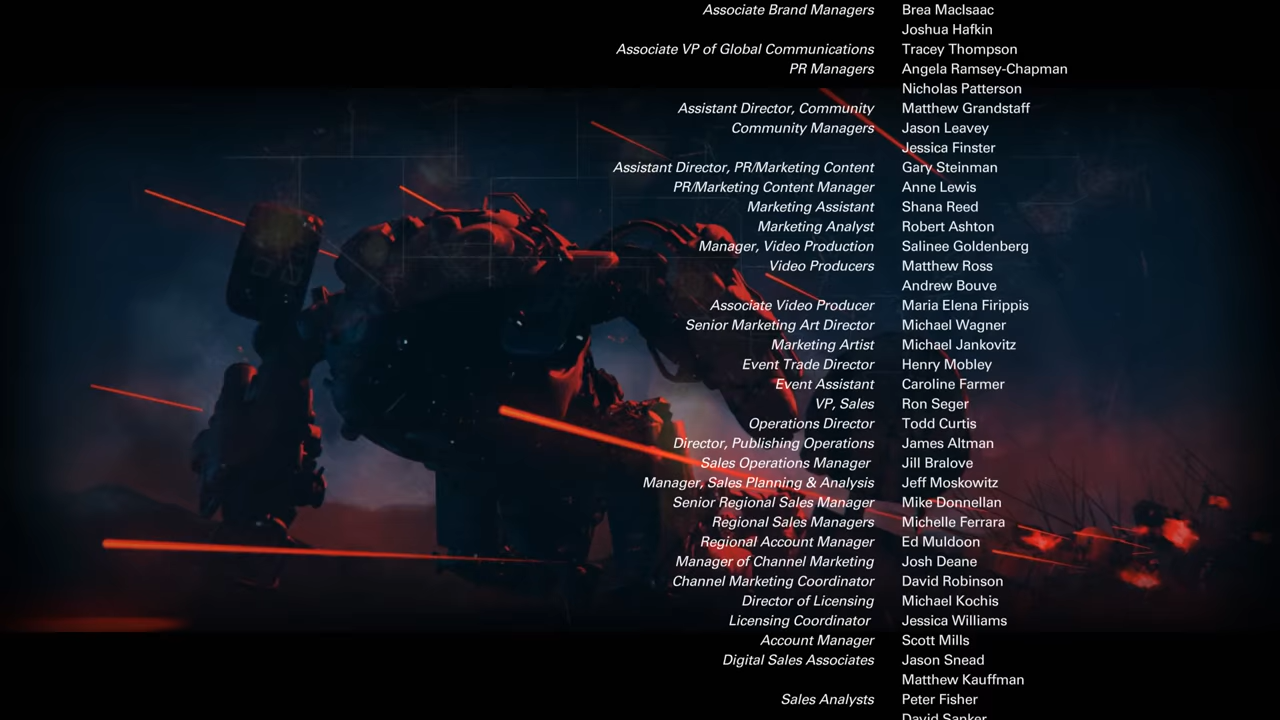 Associate Brand Managers Brea MacIsaac
Joshua Hafkin
Associate VP of Global Communications Tracey Thompson
PR Managers Angela Ramsey-Chapman
Nicholas Patterson
Assistant Director, Community Matthew Grandstaff
Community Managers Jason Leavey
Jessica Finster
Assistant Director, PR/Marketing Content Gary Steinman
PR/Marketing Content Manager Anne Lewis
Marketing Assistant Shana Reed
Marketing Analyst Robert Ashton
Manager, Video Production Salinee Goldenberg
Video Producers Matthew Ross
Andrew Bouve
Associate Video Producer Maria Elena Firippis
Senior Marketing Art Director Michael Wagner
Marketing Artist Michael Jankovitz
Event Trade Director Henry Mobley
Event Assistant Caroline Farmer
VP, Sales Ron Seger
Operations Director Todd Curtis
Director, Publishing Operations James Altman
Sales Operations Manager Jill Bralove
Manager, Sales Planning & Analysis Jeff Moskowitz
Senior Regional Sales Manager Mike Donnellan
Regional Sales Managers Michelle Ferrara
Regional Account Manager Ed Muldoon
Manager of Channel Marketing Josh Deane
Channel Marketing Coordinator David Robinson
Director of Licensing Michael Kochis
Licensing Coordinator Jessica Williams
Account Manager Scott Mills
Digital Sales Associates Jason Snead
Matthew Kauffman
Sales Analysts Peter Fisher
David Sanker